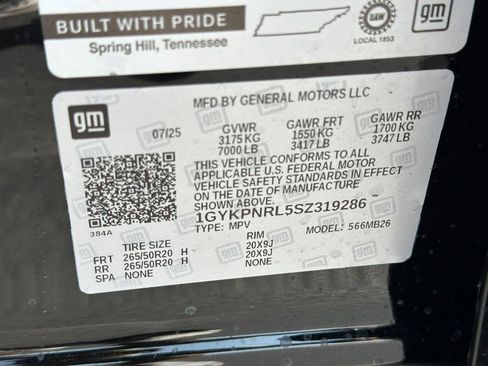 BUILT WITH PRIDE
Spring Hill, Tennessee
UAW
LOCAL 1853
gm
gm
MFD BY GENERAL MOTORS LLC
07/25 GVWR GAWR FRT GAWR RR
3175 KG 1550 KG 1700 KG
7000 LB 3417 LB 3747 LB
THIS VEHICLE CONFORMS TO ALL
APPLICABLE U.S. FEDERAL MOTOR
VEHICLE SAFETY STANDARDS IN EFFECT
ON THE DATE OF MANUFACTURE SHOWN ABOVE.
1GYKPNRL5SZ319286
384A
TYPE: MPV MODEL: 566MB26
TIRE SIZE RIM
FRT 265/50R20 H 20X9J
RR 265/50R20 H 20X9J
SPA NONE NONE